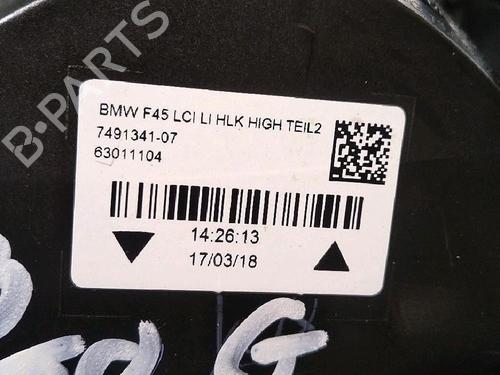 B-PARTS
BMW F45 LCI LI HLK HIGH TEIL2
7491341-07
63011104
14:26:13
17/03/18
G